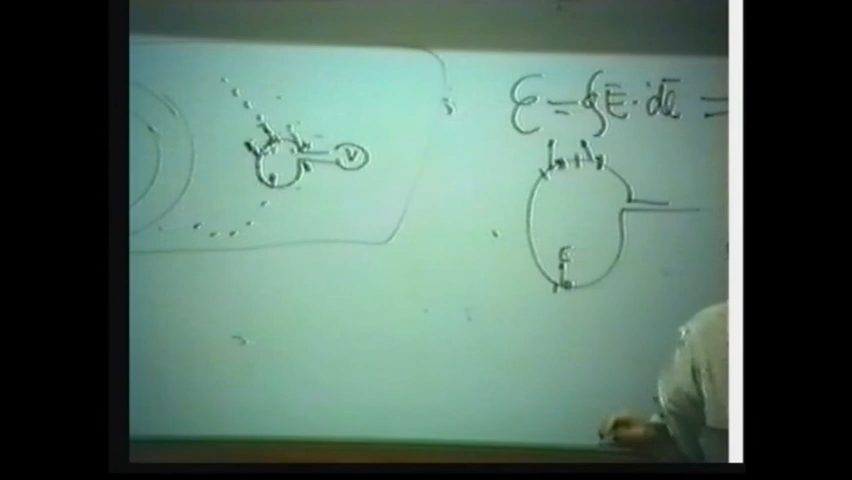 ℰ = ∮ Ē · dl̄ =
V
E